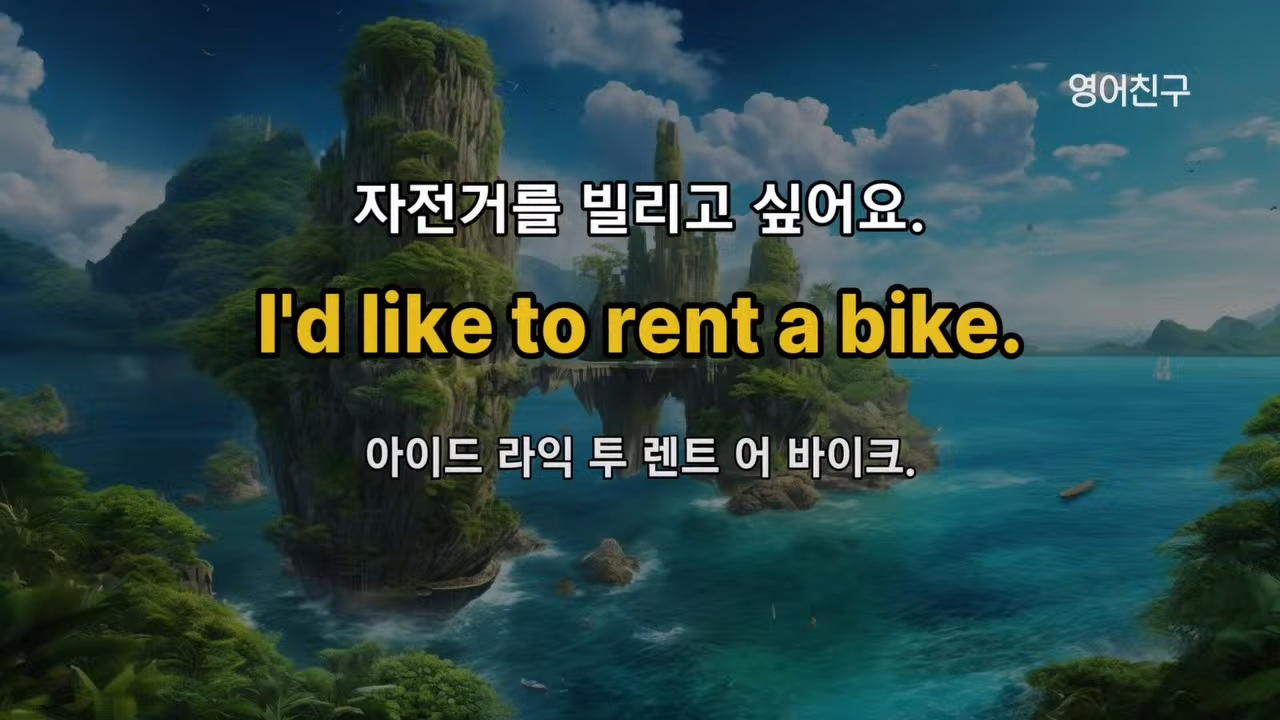 영어친구
자전거를 빌리고 싶어요.
I'd like to rent a bike.
아이드 라익 투 렌트 어 바이크.